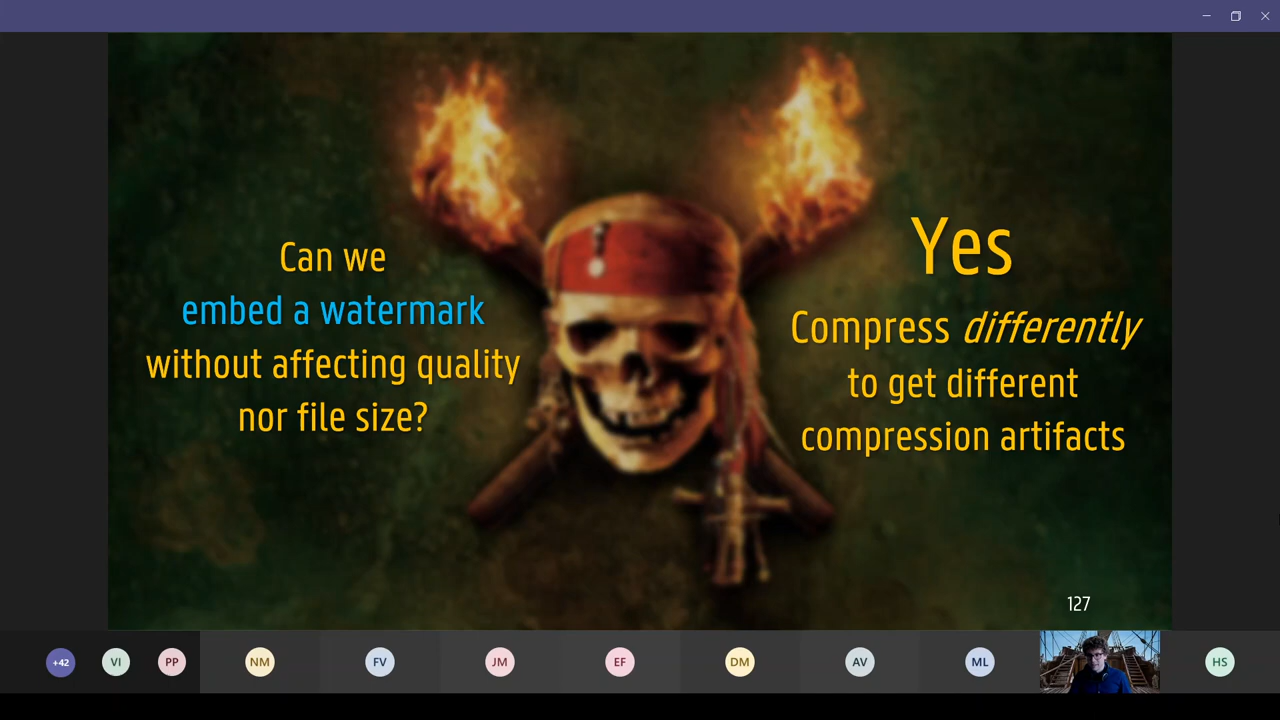 Can we
embed a watermark
without affecting quality
nor file size?
Yes
Compress differently
to get different
compression artifacts
127
+42
VI
PP
NM
FV
JM
EF
DM
AV
ML
HS